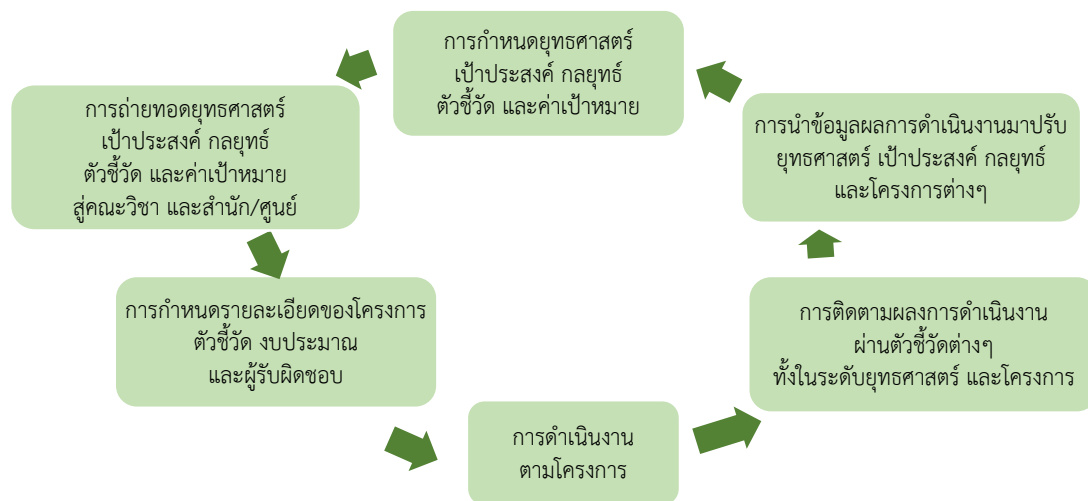 การกำหนดยุทธศาสตร์
เป้าประสงค์ กลยุทธ์
ตัวชี้วัด และค่าเป้าหมาย
การถ่ายทอดยุทธศาสตร์
เป้าประสงค์ กลยุทธ์
ตัวชี้วัด และค่าเป้าหมาย
สู่คณะวิชา และสำนัก/ศูนย์
การกำหนดรายละเอียดของโครงการ
ตัวชี้วัด งบประมาณ
และผู้รับผิดชอบ
การดำเนินงาน
ตามโครงการ
การติดตามผลงการดำเนินงาน
ผ่านตัวชี้วัดต่างๆ
ทั้งในระดับยุทธศาสตร์ และโครงการ
การนำข้อมูลผลการดำเนินงานมาปรับ
ยุทธศาสตร์ เป้าประสงค์ กลยุทธ์
และโครงการต่างๆ